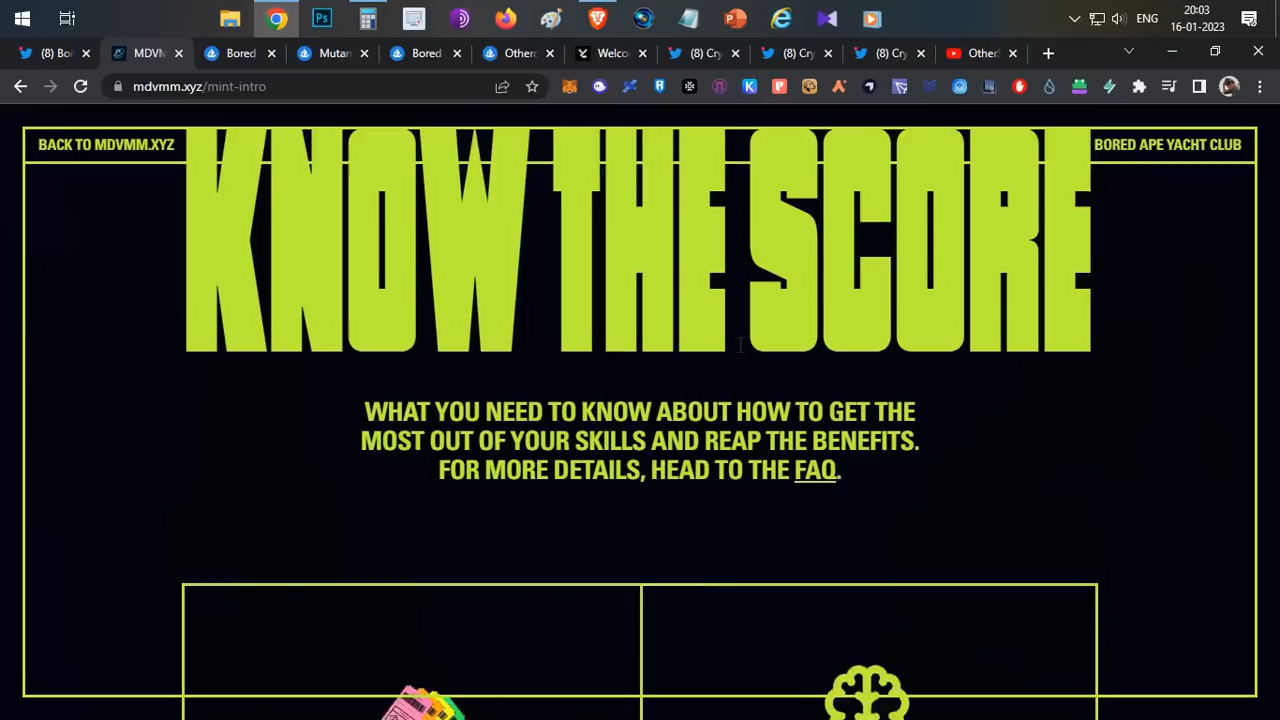 20:03
ENG
16-01-2023
(8) Bor
MDVM
Bored
Mutan
Bored
Otherc
Welco
(8) Cry
(8) Cry
(8) Cry
Other
mdvmm.xyz/mint-intro
BACK TO MDVMM.XYZ
BORED APE YACHT CLUB
KNOW THE SCORE
WHAT YOU NEED TO KNOW ABOUT HOW TO GET THE
MOST OUT OF YOUR SKILLS AND REAP THE BENEFITS.
FOR MORE DETAILS, HEAD TO THE FAQ.